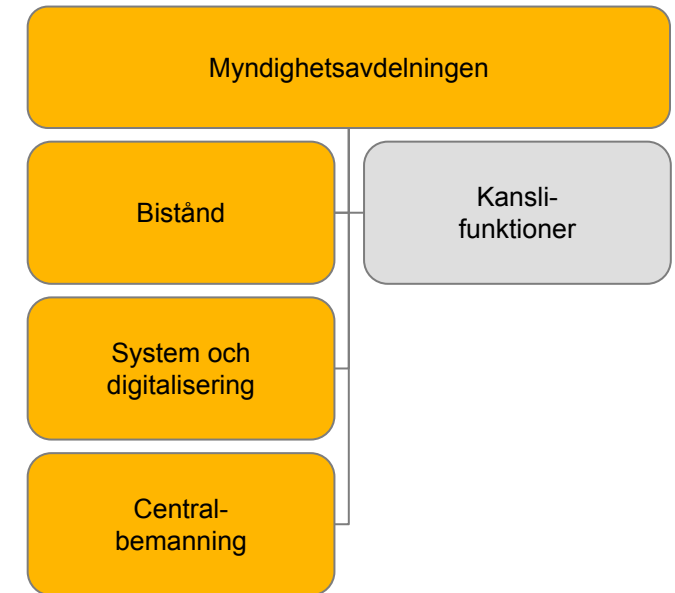 Myndighetsavdelningen
Bistånd
Kansli-
funktioner
System och
digitalisering
Central-
bemanning